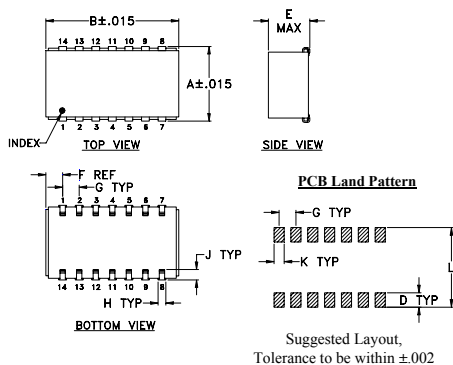 B±.015
E
MAX
14 13 12 11 10 9 8
A±.015
INDEX
1 2 3 4 5 6 7
TOP VIEW
SIDE VIEW
F REF
G TYP
PCB Land Pattern
1 2 3 4 5 6 7
G TYP
J TYP
K TYP
L
14 13 12 11 10 9 8
H TYP
D TYP
BOTTOM VIEW
Suggested Layout,
Tolerance to be within ±.002